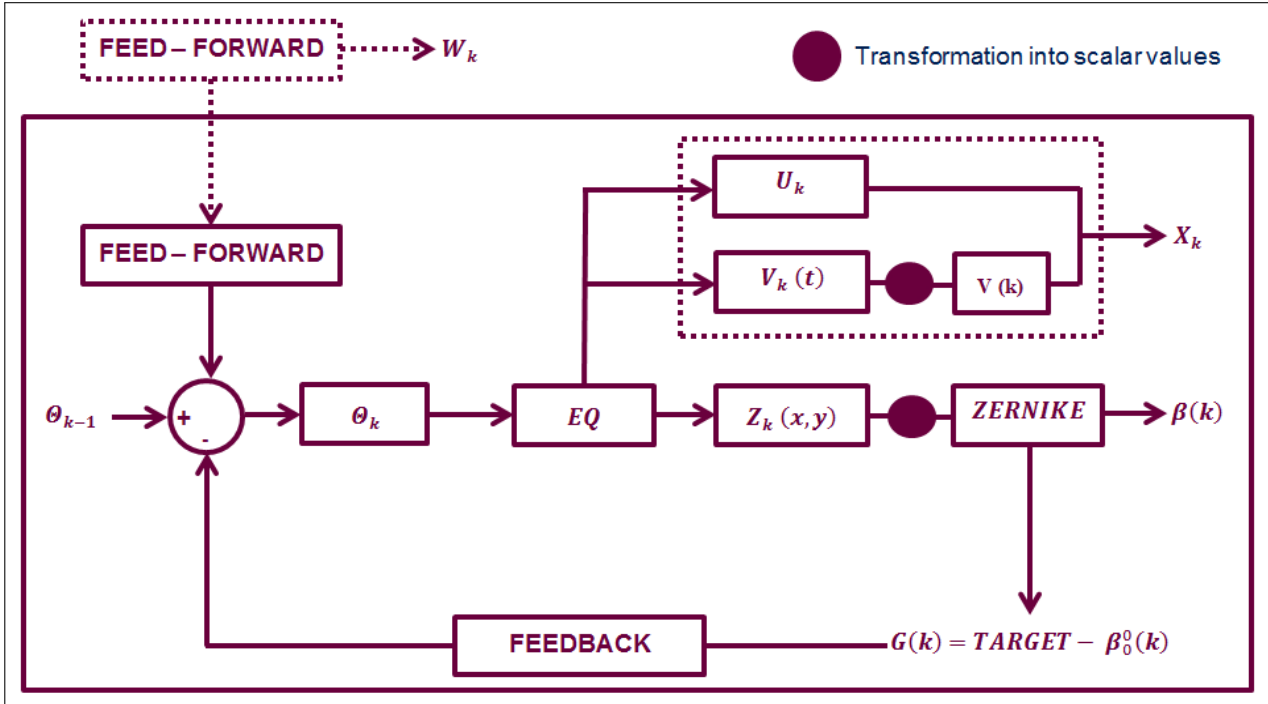 FEED – FORWARD
W_k
Transformation into scalar values
U_k
X_k
FEED – FORWARD
V_k (t)
V (k)
Θ_{k−1}
+
-
Θ_k
EQ
Z_k (x, y)
ZERNIKE
β(k)
FEEDBACK
G(k) = TARGET − β_0^0(k)